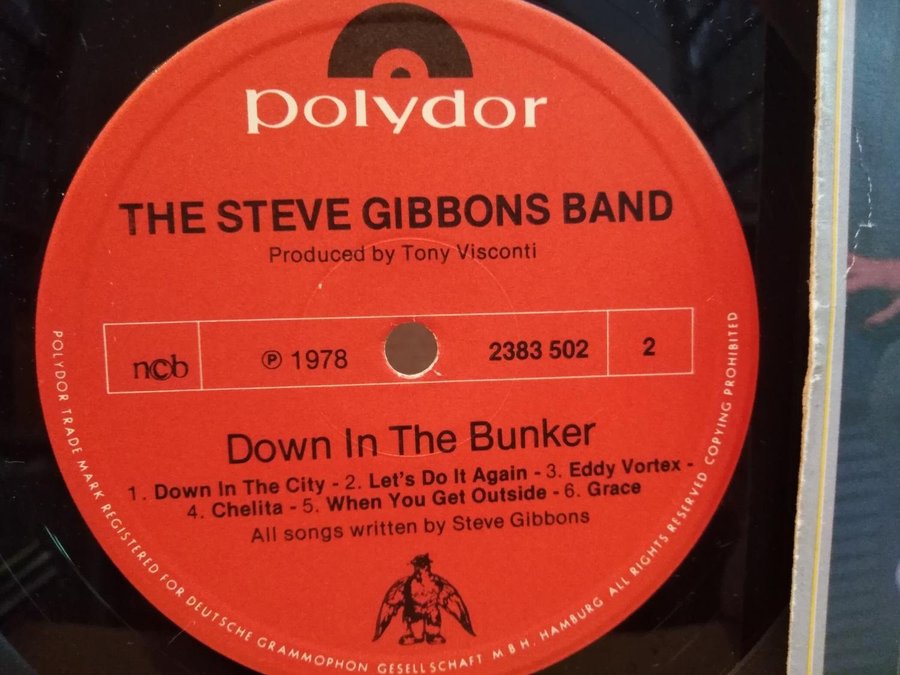 polydor
THE STEVE GIBBONS BAND
Produced by Tony Visconti
ncb
℗ 1978
2383 502
2
Down In The Bunker
1. Down In The City - 2. Let's Do It Again - 3. Eddy Vortex -
4. Chelita - 5. When You Get Outside - 6. Grace
All songs written by Steve Gibbons
POLYDOR TRADE MARK REGISTERED FOR DEUTSCHE GRAMMOPHON GESELLSCHAFT M B H. HAMBURG ALL RIGHTS RESERVED COPYING PROHIBITED